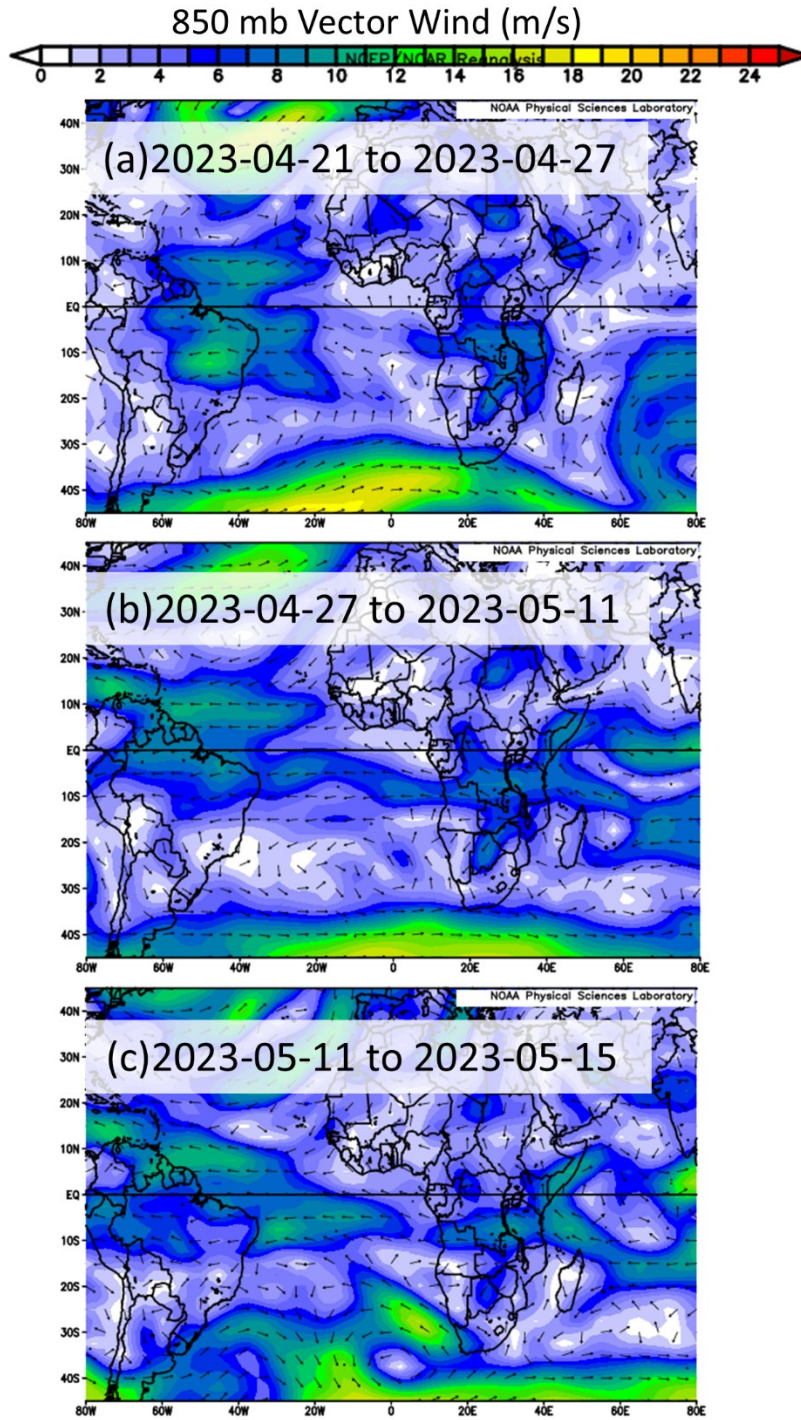 850 mb Vector Wind (m/s)
NCEP/NCAR Reanalysis
0 2 4 6 8 10 12 14 16 18 20 22 24
NOAA Physical Sciences Laboratory
(a)2023-04-21 to 2023-04-27
40N
30N
20N
10N
EQ
10S
20S
30S
40S
80W 60W 40W 20W 0 20E 40E 60E 80E
NOAA Physical Sciences Laboratory
(b)2023-04-27 to 2023-05-11
40N
30N
20N
10N
EQ
10S
20S
30S
40S
80W 60W 40W 20W 0 20E 40E 60E 80E
NOAA Physical Sciences Laboratory
(c)2023-05-11 to 2023-05-15
40N
30N
20N
10N
EQ
10S
20S
30S
40S
80W 60W 40W 20W 0 20E 40E 60E 80E